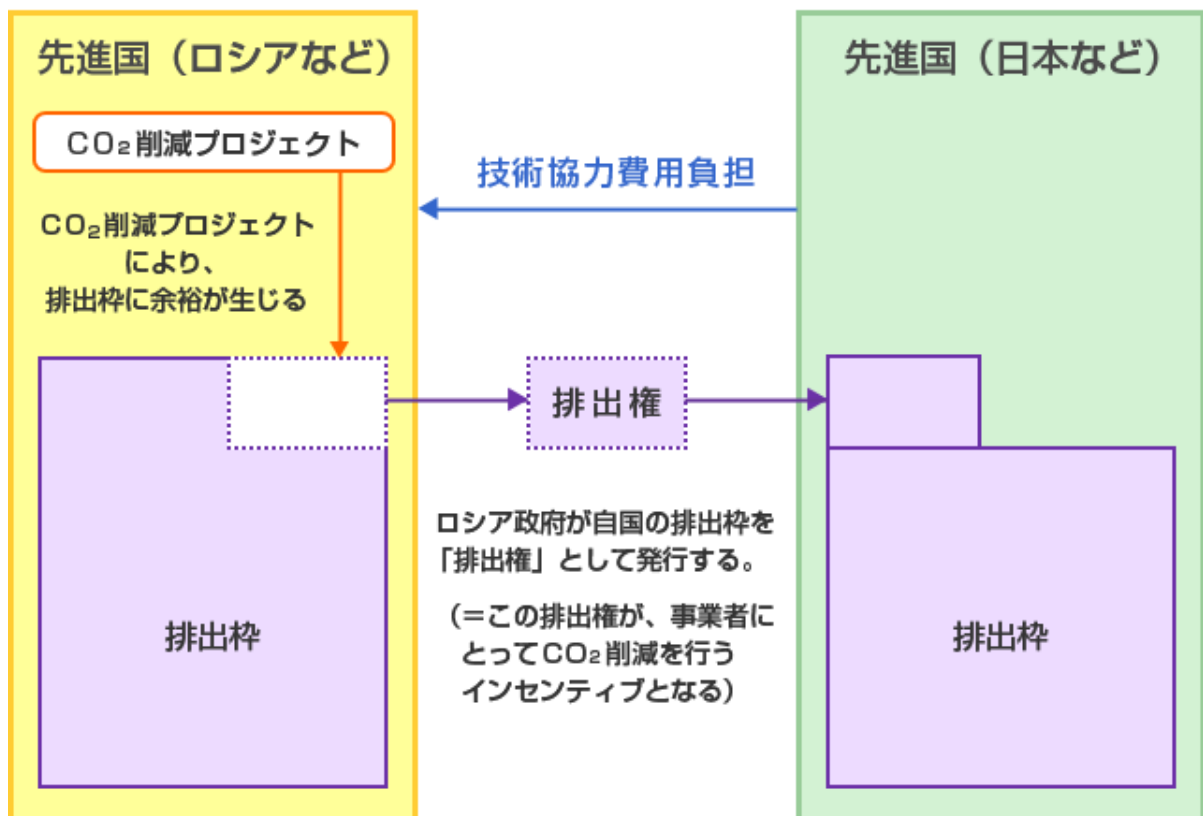 先進国（ロシアなど）
CO₂削減プロジェクト
CO₂削減プロジェクト
により、
排出枠に余裕が生じる
排出枠
技術協力費用負担
排出権
ロシア政府が自国の排出枠を
「排出権」として発行する。
（＝この排出権が、事業者に
とってCO₂削減を行う
インセンティブとなる）
先進国（日本など）
排出枠